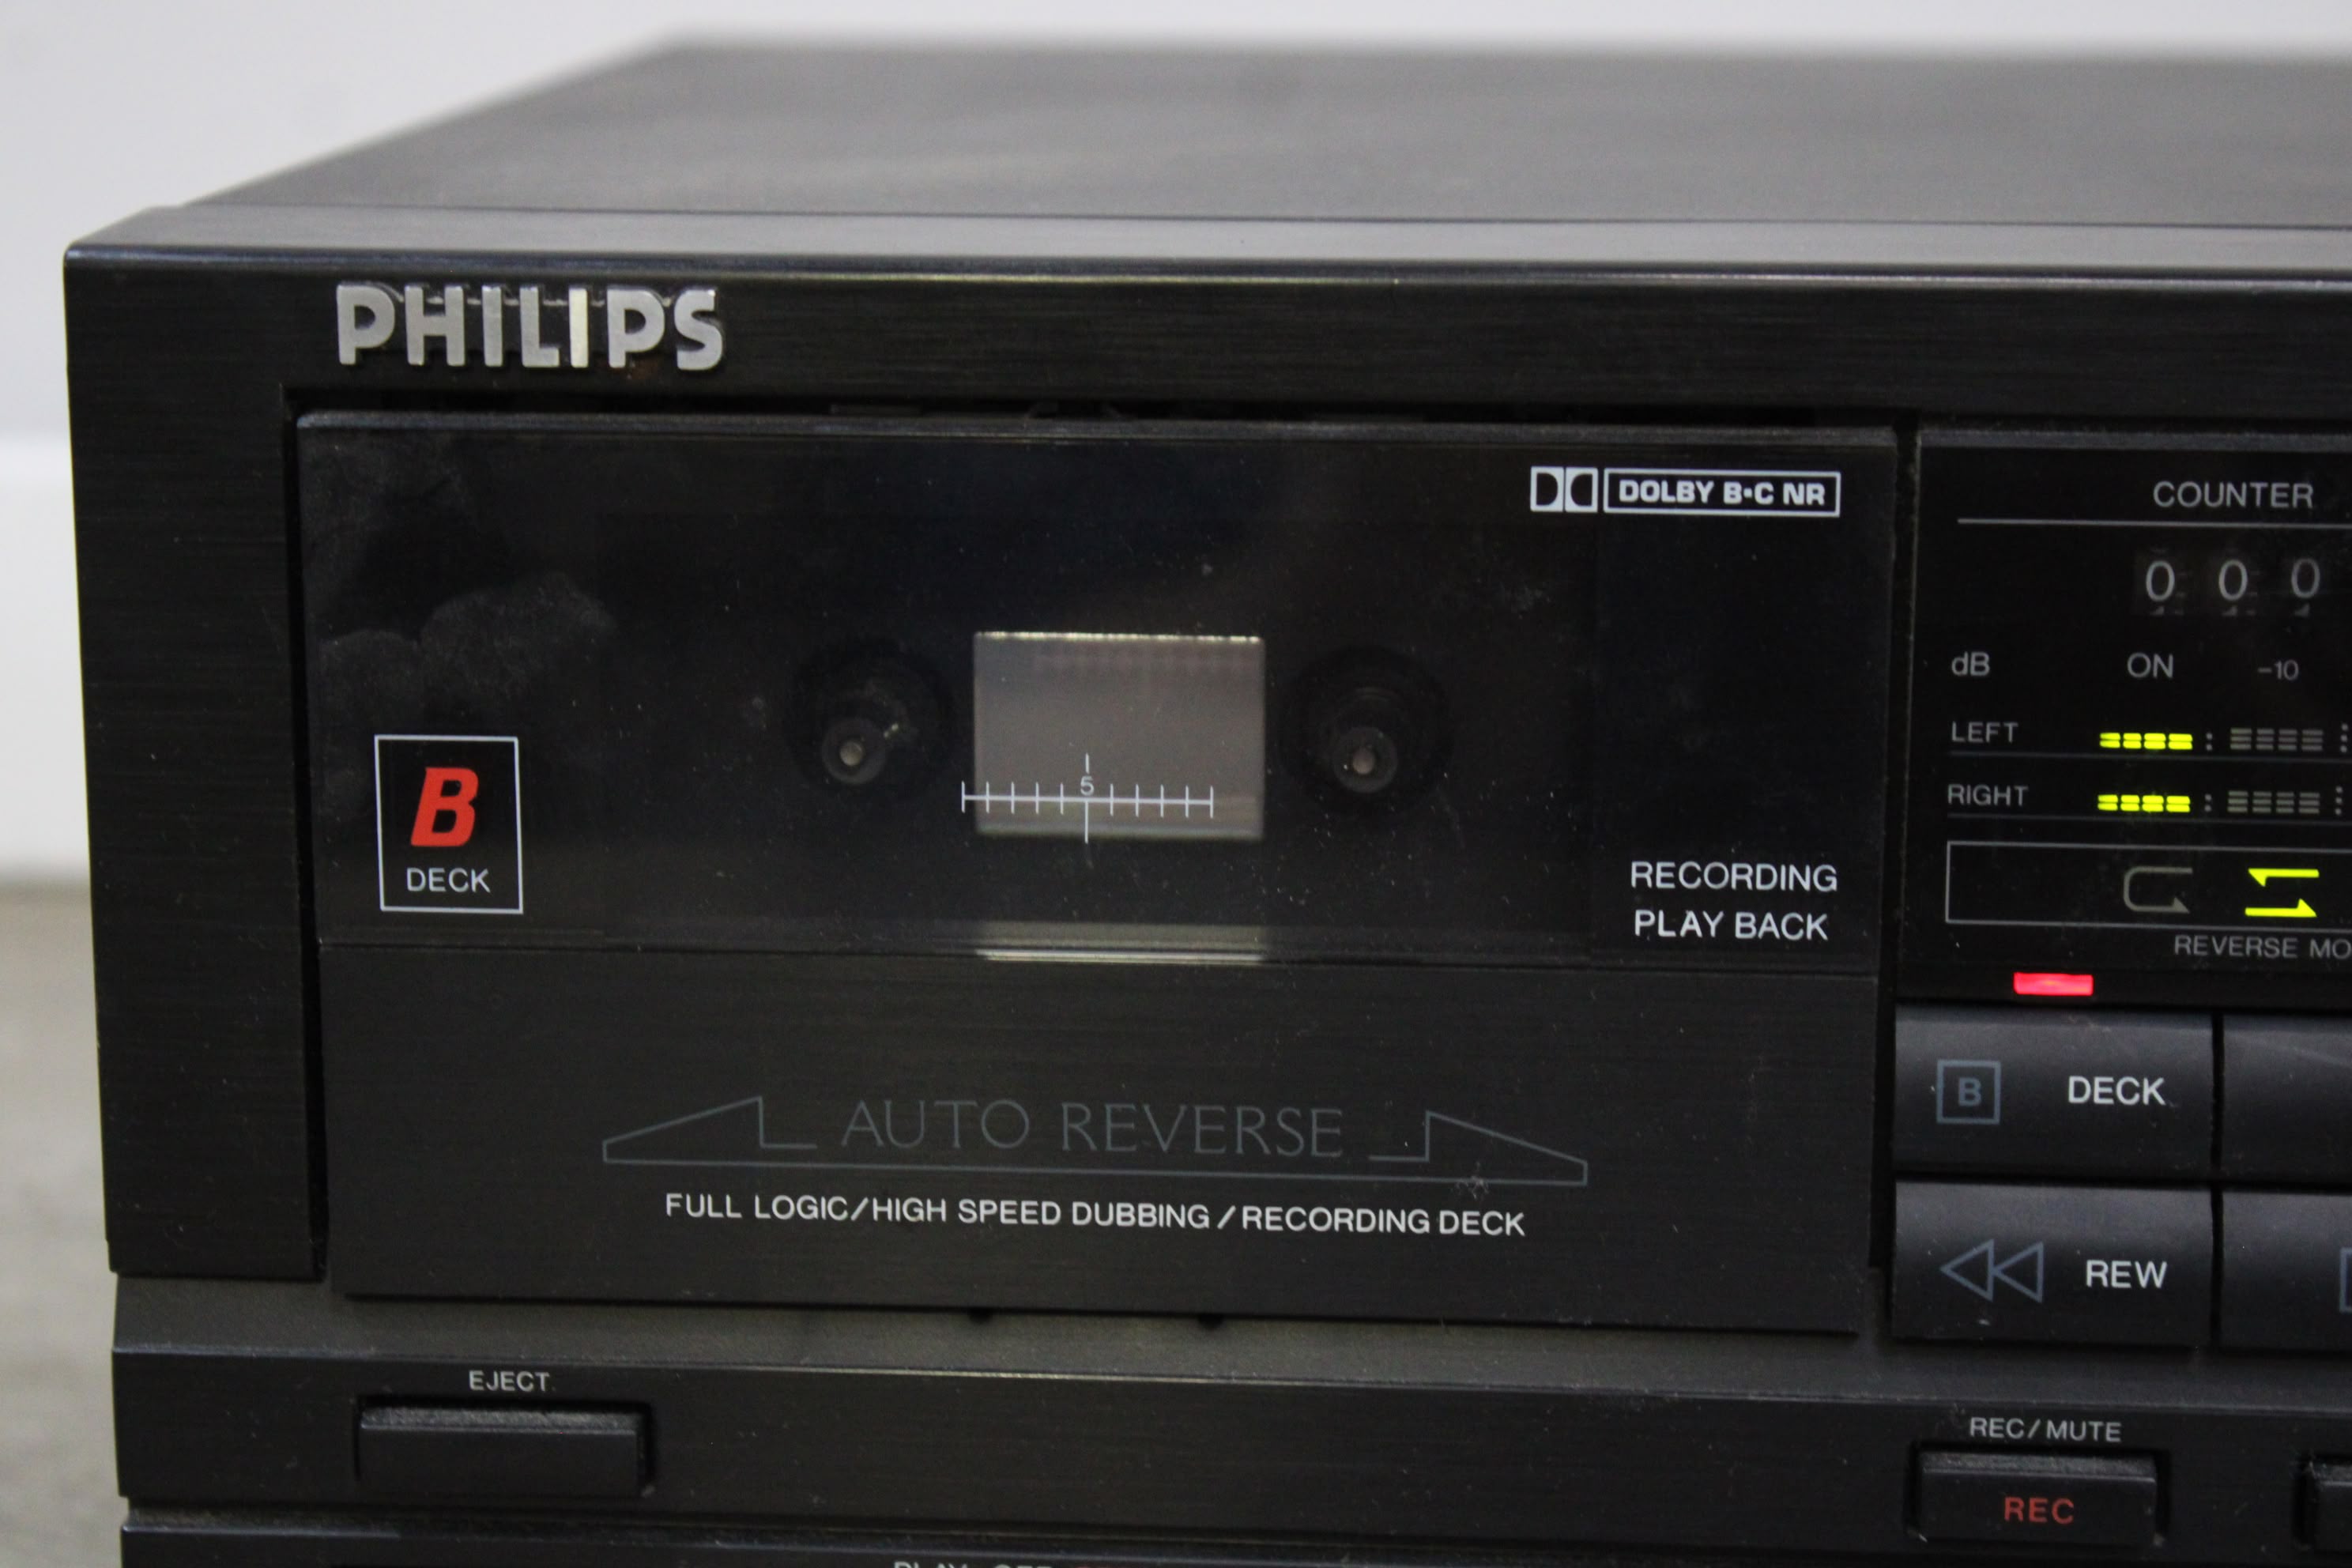 PHILIPS
DOLBY B·C NR
B
DECK
5
RECORDING
PLAY BACK
AUTO REVERSE
FULL LOGIC/HIGH SPEED DUBBING/RECORDING DECK
EJECT
COUNTER
0 0 0
dB ON -10
LEFT
RIGHT
REVERSE MO
B DECK
REW
REC/MUTE
REC